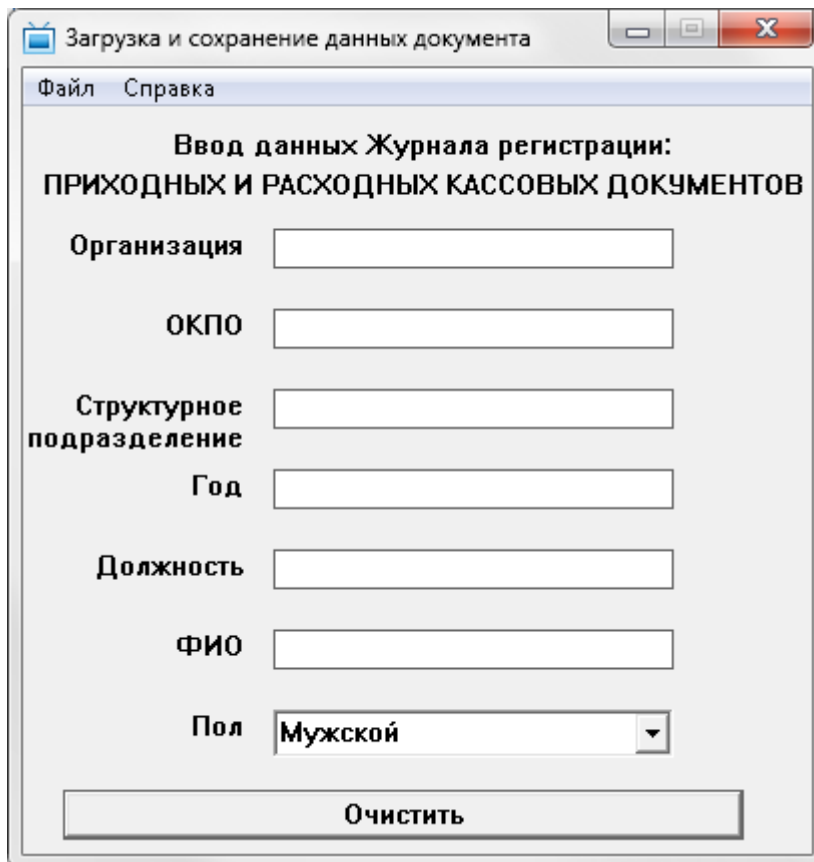 Загрузка и сохранение данных документа
Файл Справка
Ввод данных Журнала регистрации:
ПРИХОДНЫХ И РАСХОДНЫХ КАССОВЫХ ДОКУМЕНТОВ
Организация
ОКПО
Структурное
подразделение
Год
Должность
ФИО
Пол Мужской
Очистить